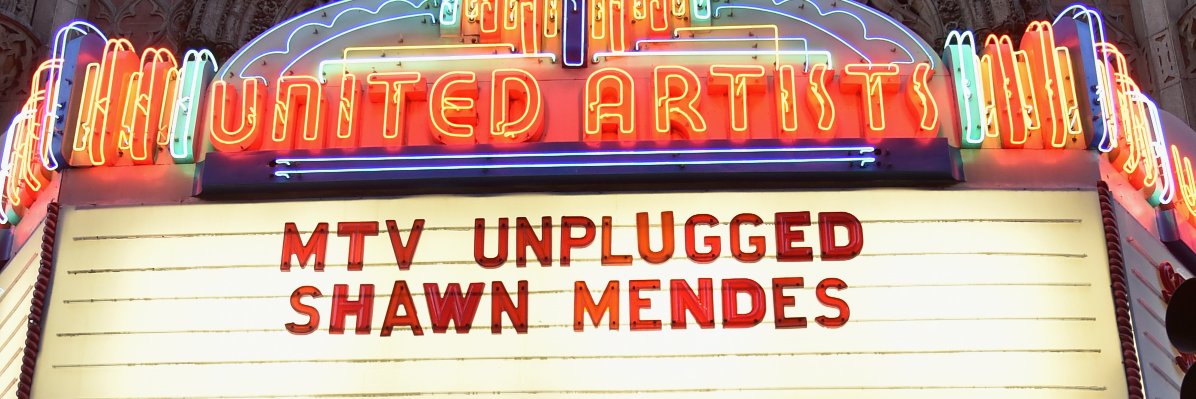 UNITED ARTISTS
MTV UNPLUGGED
SHAWN MENDES